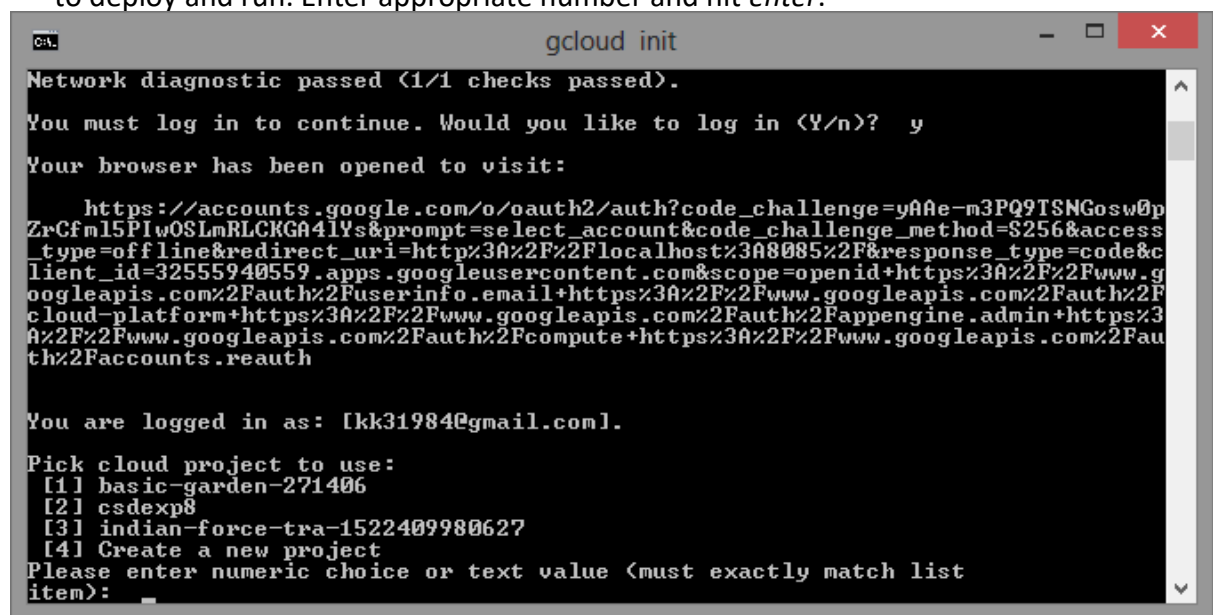 to deploy and run. Enter appropriate number and hit enter.
gcloud init
Network diagnostic passed (1/1 checks passed).
You must log in to continue. Would you like to log in (Y/n)? y
Your browser has been opened to visit:
https://accounts.google.com/o/oauth2/auth?code_challenge=yAAe-m3PQ9TSNGosw0p
ZrCfml5PIwOSLmRLCKGA4lYs&prompt=select_account&code_challenge_method=S256&access
_type=offline&redirect_uri=http%3A%2F%2Flocalhost%3A8085%2F&response_type=code&c
lient_id=32555940559.apps.googleusercontent.com&scope=openid+https%3A%2F%2Fwww.g
oogleapis.com%2Fauth%2Fuserinfo.email+https%3A%2F%2Fwww.googleapis.com%2Fauth%2F
cloud-platform+https%3A%2F%2Fwww.googleapis.com%2Fauth%2Fappengine.admin+https%3
A%2F%2Fwww.googleapis.com%2Fauth%2Fcompute+https%3A%2F%2Fwww.googleapis.com%2Fau
th%2Faccounts.reauth
You are logged in as: [kk31984@gmail.com].
Pick cloud project to use:
[1] basic-garden-271406
[2] csdexp8
[3] indian-force-tra-1522409980627
[4] Create a new project
Please enter numeric choice or text value (must exactly match list
item): _